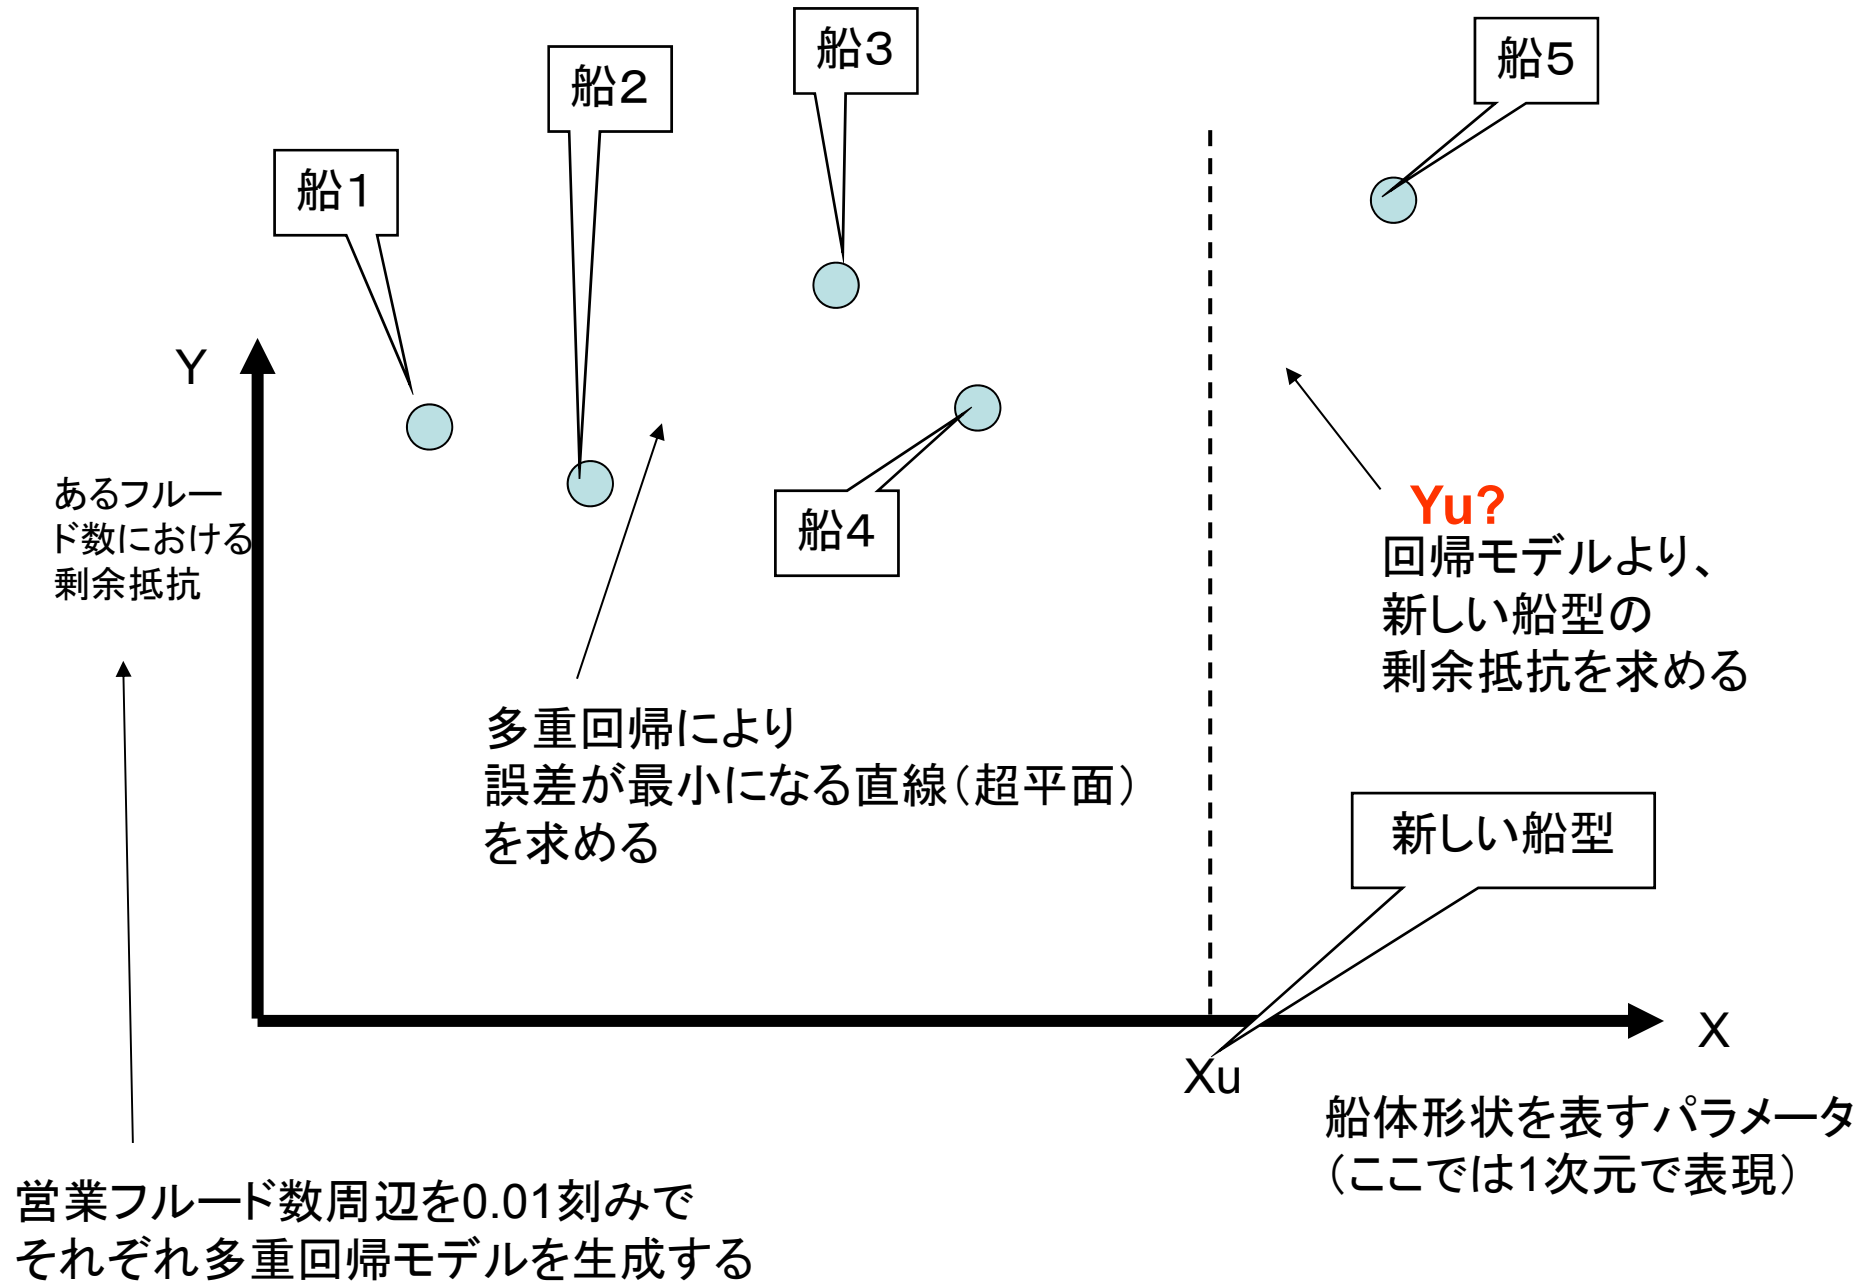 船3
船5
船2
船1
Y
あるフルー
ド数における
剰余抵抗
船4
Yu?
回帰モデルより、
新しい船型の
剰余抵抗を求める
多重回帰により
誤差が最小になる直線（超平面）
を求める
新しい船型
X
Xu
船体形状を表すパラメータ
（ここでは1次元で表現）
営業フルード数周辺を0.01刻みで
それぞれ多重回帰モデルを生成する